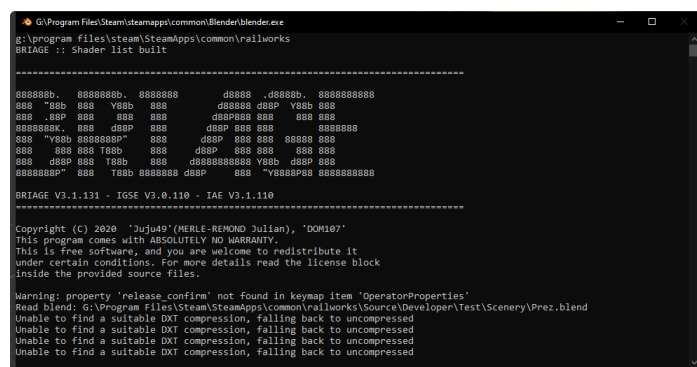 G:\Program Files\Steam\steamapps\common\Blender\blender.exe
g:\program files\steam\SteamApps\common\railworks
BRIAGE :: Shader list built
================================================================================
888888b.   8888888b.  8888888         d8888  .d8888b.  8888888888
888  "88b  888   Y88b   888          d88888 d88P  Y88b 888
888  .88P  888    888   888         d88P888 888    888 888
8888888K.  888   d88P   888        d88P 888 888        8888888
888  "Y88b 8888888P"    888       d88P  888 888  88888 888
888    888 888 T88b     888      d88P   888 888    888 888
888   d88P 888  T88b    888     d8888888888 Y88b  d88P 888
8888888P"  888   T88b 8888888 d88P      888  "Y8888P88 8888888888
BRIAGE V3.1.131 - IGSE V3.0.110 - IAE V3.1.110
================================================================================
Copyright (C) 2020  'Juju49'(MERLE-REMOND Julian), 'DOM107'
This program comes with ABSOLUTELY NO WARRANTY.
This is free software, and you are welcome to redistribute it
under certain conditions. For more details read the license block
inside the provided source files.
Warning: property 'release_confirm' not found in keymap item 'OperatorProperties'
Read blend: G:\Program Files\Steam\SteamApps\common\railworks\Source\Developer\Test\Scenery\Prez.blend
Unable to find a suitable DXT compression, falling back to uncompressed
Unable to find a suitable DXT compression, falling back to uncompressed
Unable to find a suitable DXT compression, falling back to uncompressed
Unable to find a suitable DXT compression, falling back to uncompressed